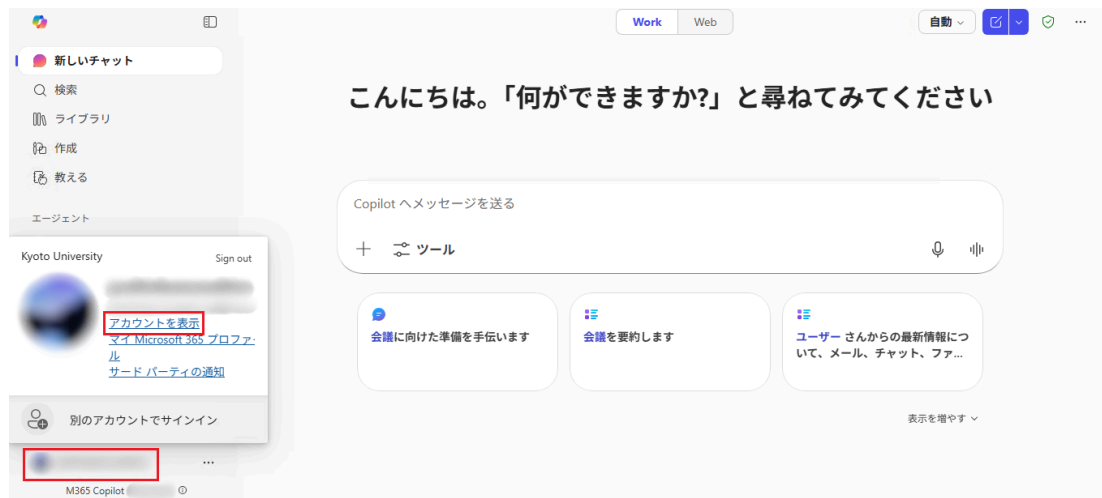 Work
Web
自動
新しいチャット
検索
ライブラリ
作成
教える
エージェント
こんにちは。「何ができますか?」と尋ねてみてください
Copilot へメッセージを送る
ツール
会議に向けた準備を手伝います
会議を要約します
ユーザー さんからの最新情報につ
いて、メール、チャット、ファ...
表示を増やす
Kyoto University
Sign out
アカウントを表示
マイ Microsoft 365 プロファイ
ル
サード パーティの通知
別のアカウントでサインイン
M365 Copilot